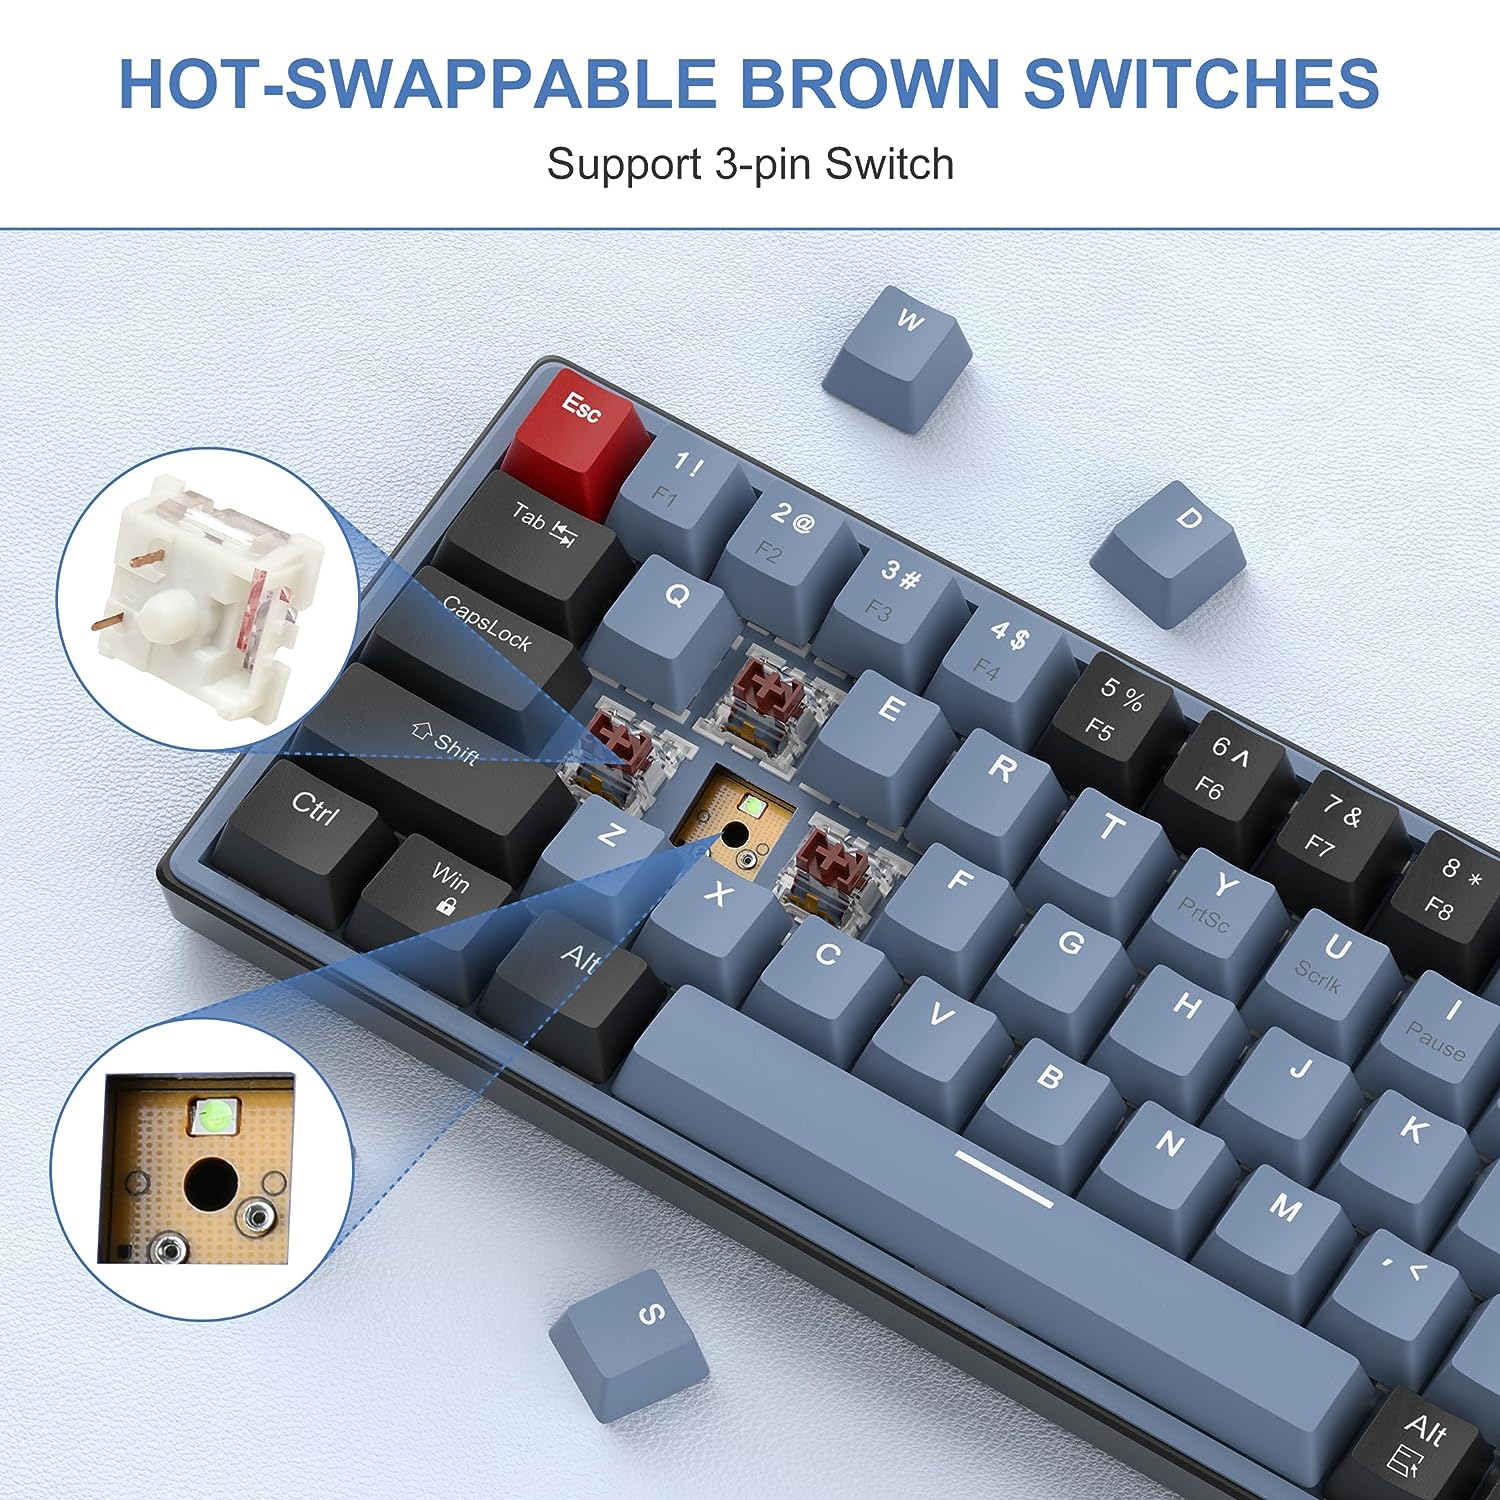 HOT-SWAPPABLE BROWN SWITCHES
Support 3-pin Switch
W
D
Esc
1 !
F1
2 @
F2
3 #
F3
4 $
F4
5 %
F5
6 ^
F6
7 &
F7
8 *
F8
Tab
Q
E
R
T
Y
PrtSc
U
Scrlk
I
Pause
CapsLock
F
G
H
J
K
Shift
Z
X
C
V
B
N
M
, <
Ctrl
Win
Alt
Alt
S